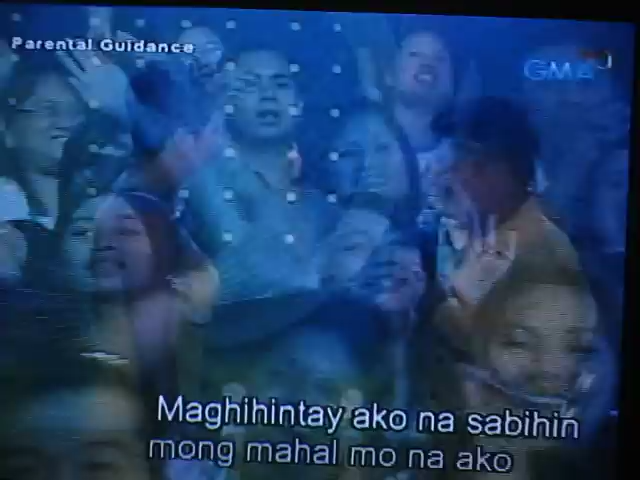 Parental Guidance
GMA
Maghihintay ako na sabihin
mong mahal mo na ako